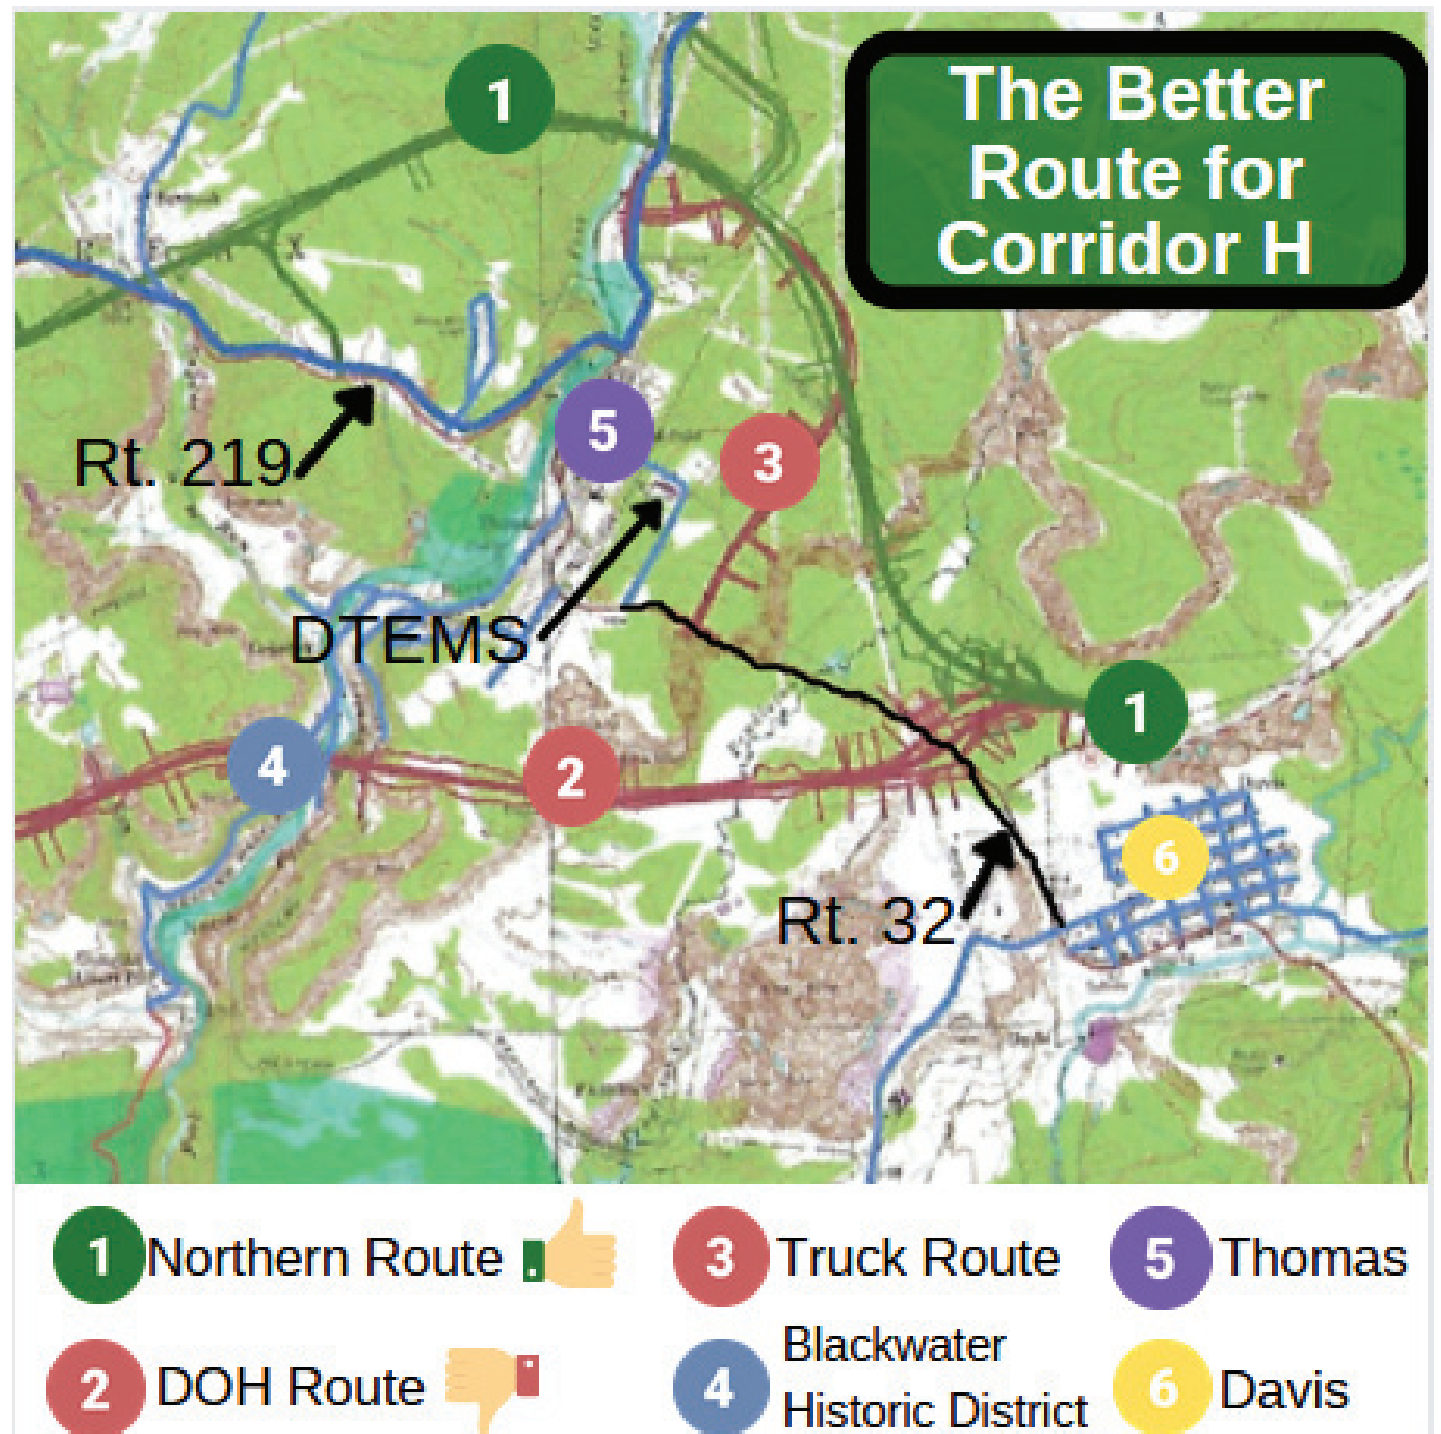 1
The Better
Route for
Corridor H
5
3
Rt. 219
DTEMS
1
4
2
6
Rt. 32
1 Northern Route
3 Truck Route
5 Thomas
2 DOH Route
4 Blackwater
Historic District
6 Davis